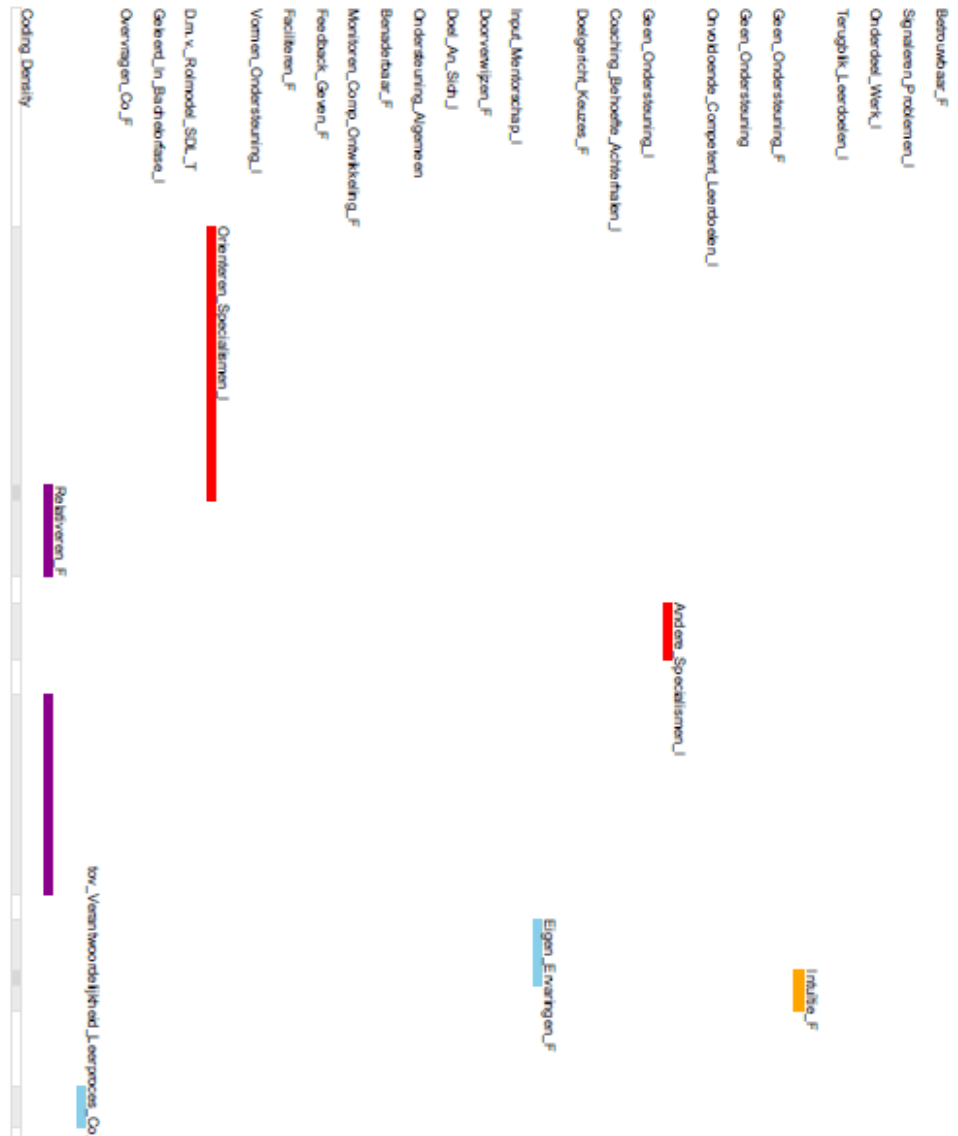 Betrouwbaar_F
Signaleren_Problemen_I
Onderdeel_Werk_I
Terugblik_Leerdoelen_I
Intuïtie_F
Geen_Ondersteuning_F
Geen_Ondersteuning
Onvoldoende_Competent_Leerdoelen_I
Andere_Specialismen_I
Geen_Ondersteuning_I
Coaching_Behoefte_Achterhalen_I
Doelgericht_Keuzes_F
Eigen_Ervaringen_F
Input_Mentorschap_I
Doorverwijzen_F
Doel_An_Sich_I
Ondersteuning_Algemeen
Benaderbaar_F
Monitoren_Comp_Ontwikkeling_F
Feedback_Geven_F
Faciliteren_F
Vormen_Ondersteuning_I
Orienteren_Specialismen_I
D.m.v._Rolmodel_SDL_T
Geleerd_In_Bachelorfase_I
Overvragen_Co_F
tov_Verantwoordelijkheid_Leerproces_Co
Relativeren_F
Coding Density